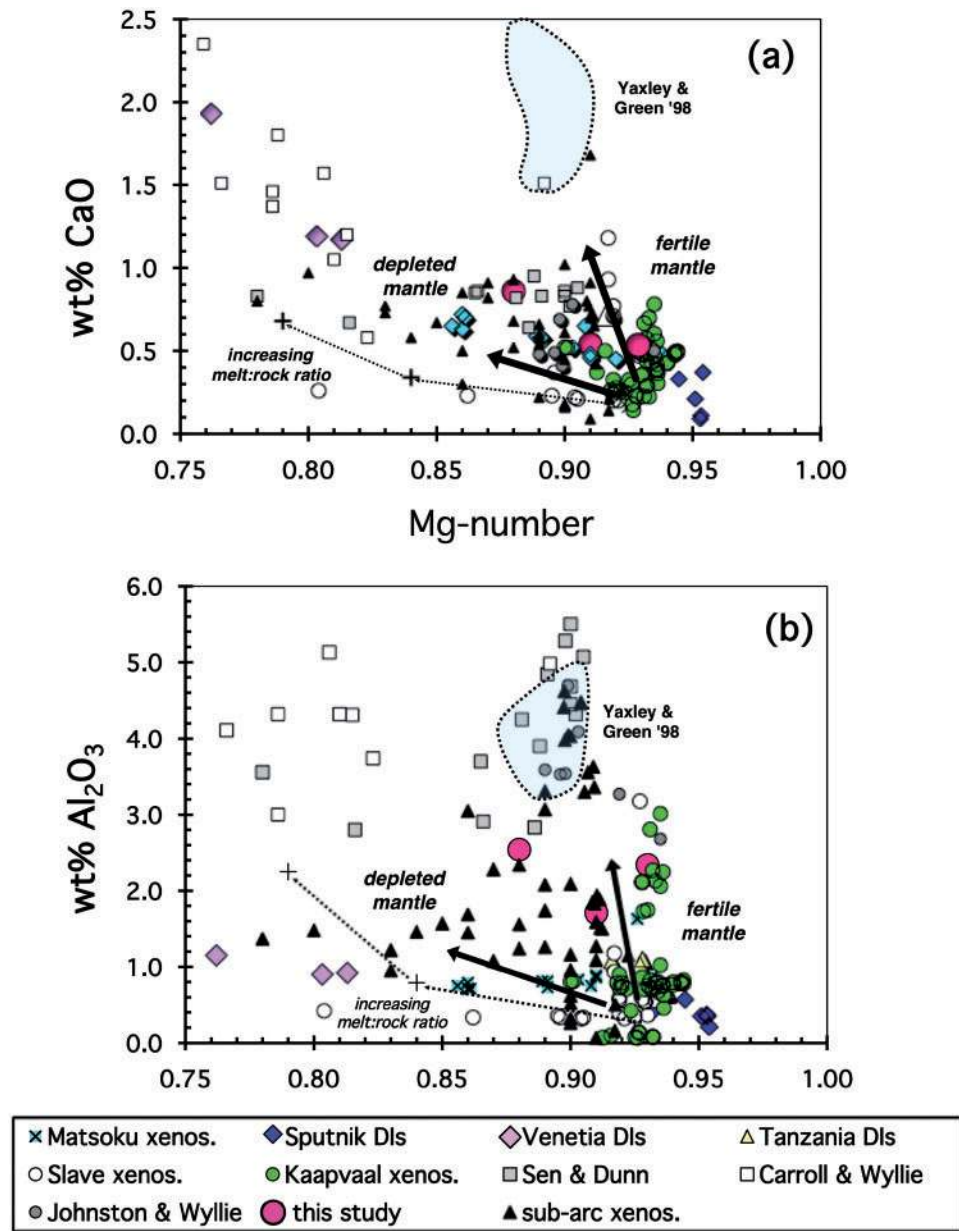 (a)
Yaxley &
Green '98
2.5
2.0
1.5
1.0
0.5
0.0
wt% CaO
depleted
mantle
fertile
mantle
increasing
melt:rock ratio
0.75 0.80 0.85 0.90 0.95 1.00
Mg-number
(b)
Yaxley &
Green '98
6.0
5.0
4.0
3.0
2.0
1.0
0.0
wt% Al₂O₃
depleted
mantle
fertile
mantle
increasing
melt:rock ratio
0.75 0.80 0.85 0.90 0.95 1.00
Matsoku xenos. Sputnik DIs Venetia DIs Tanzania DIs
Slave xenos. Kaapvaal xenos. Sen & Dunn Carroll & Wyllie
Johnston & Wyllie this study sub-arc xenos.